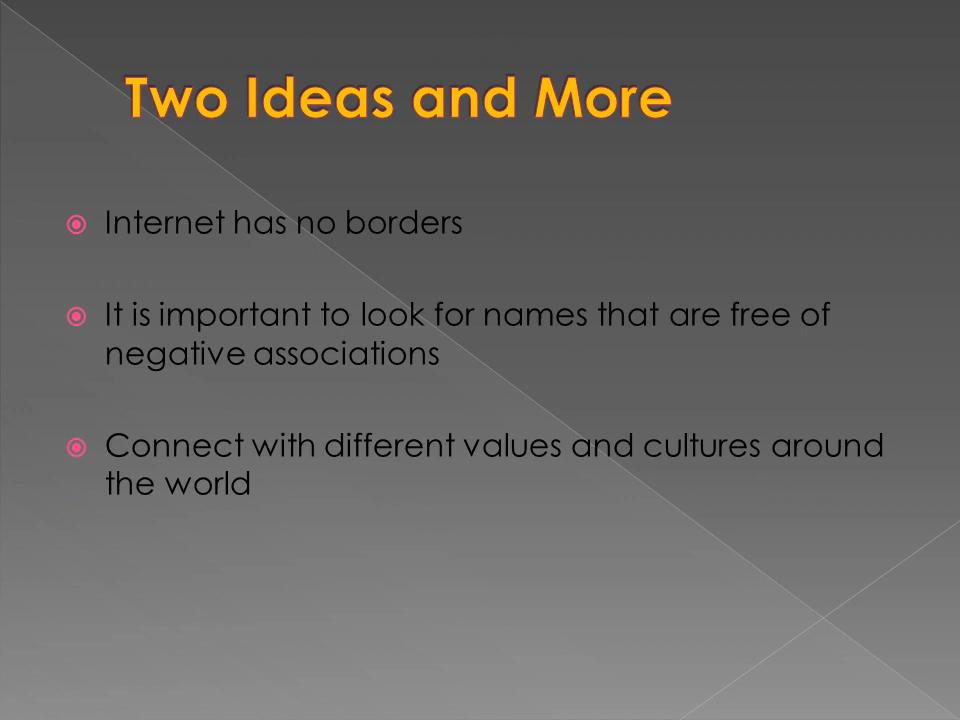 Two Ideas and More
Internet has no borders
It is important to look for names that are free of
negative associations
Connect with different values and cultures around
the world